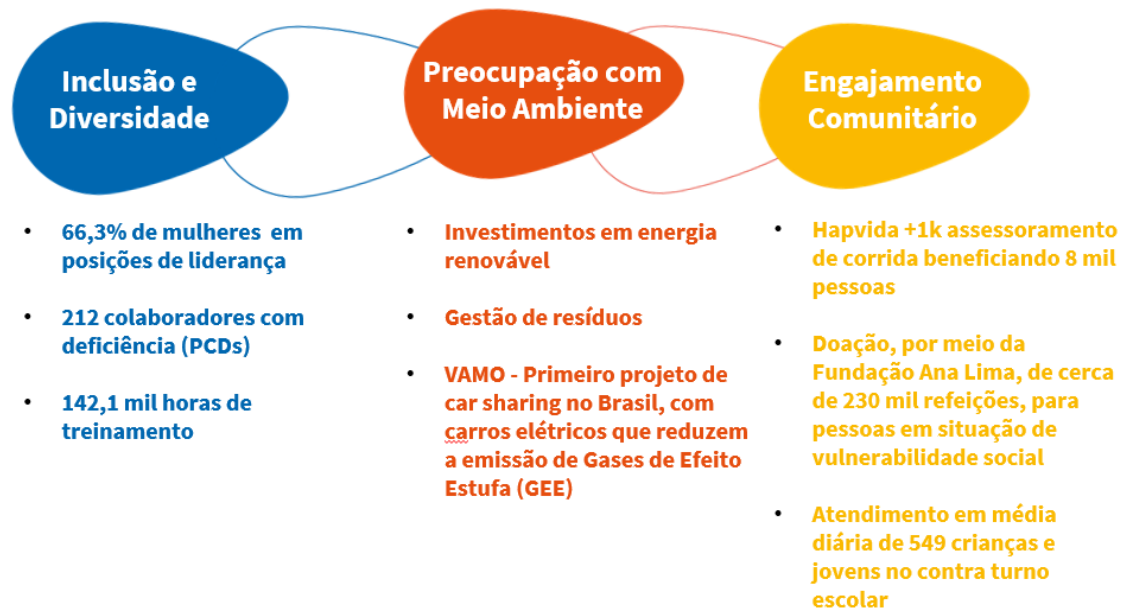 Inclusão e
Diversidade
• 66,3% de mulheres em
posições de liderança
• 212 colaboradores com
deficiência (PCDs)
• 142,1 mil horas de
treinamento
Preocupação com
Meio Ambiente
• Investimentos em energia
renovável
• Gestão de resíduos
• VAMO - Primeiro projeto de
car sharing no Brasil, com
carros elétricos que reduzem
a emissão de Gases de Efeito
Estufa (GEE)
Engajamento
Comunitário
• Hapvida +1k assessoramento
de corrida beneficiando 8 mil
pessoas
• Doação, por meio da
Fundação Ana Lima, de cerca
de 230 mil refeições, para
pessoas em situação de
vulnerabilidade social
• Atendimento em média
diária de 549 crianças e
jovens no contra turno
escolar